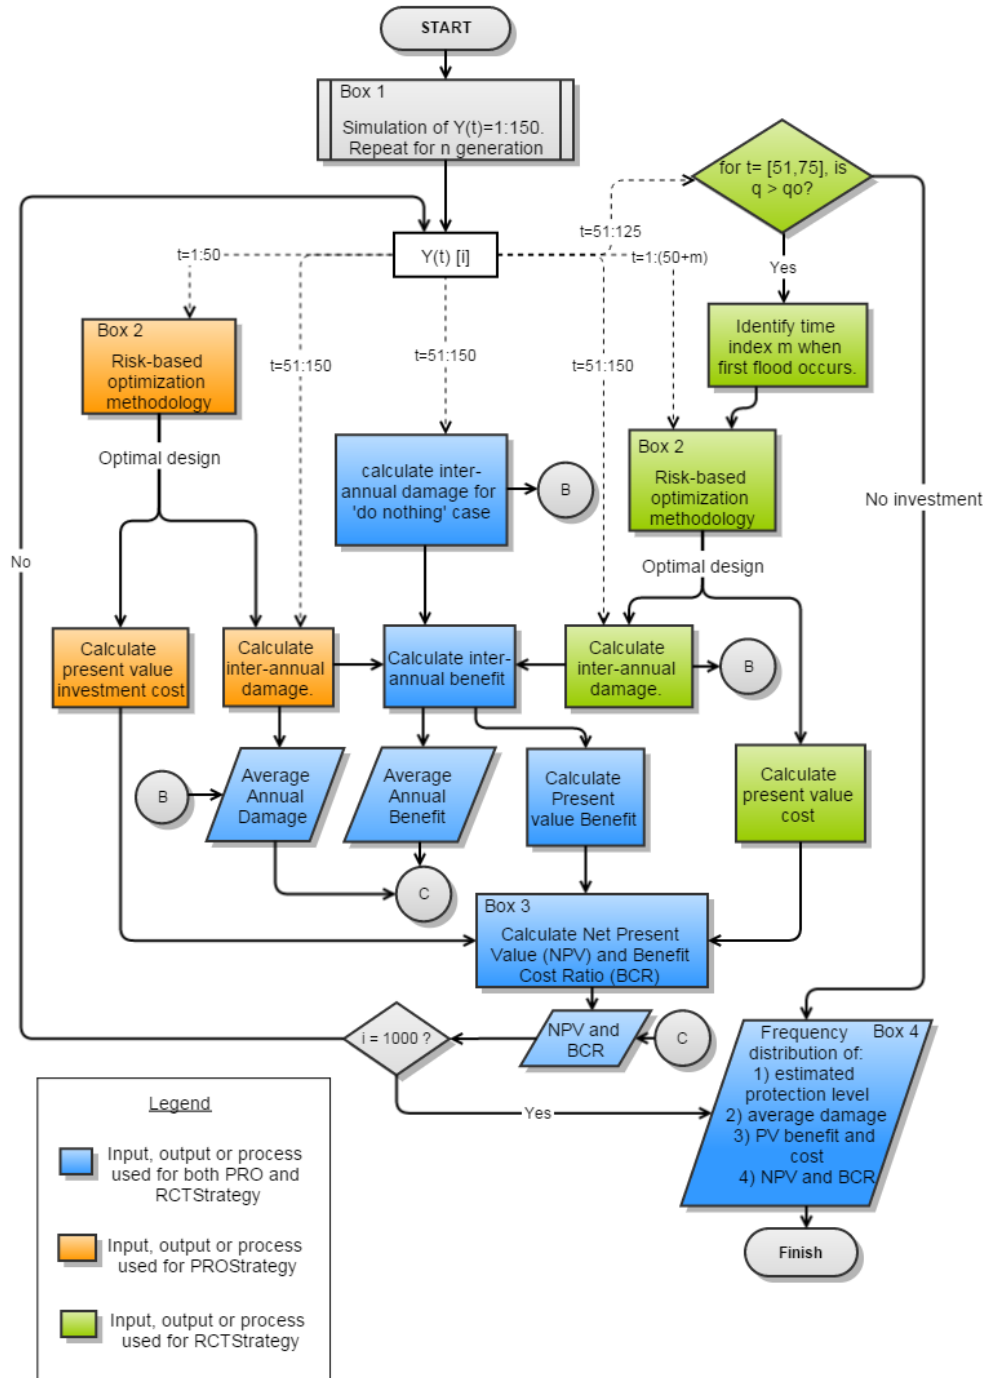 START
Box 1
Simulation of Y(t)=1:150.
Repeat for n generation
for t= [51,75], is
q > qo?
t=51:125
t=1:50
Y(t) [i]
t=1:(50+m)
Yes
Box 2
Risk-based
optimization
methodology
Identify time
index m when
first flood occurs.
t=51:150
t=51:150
t=51:150
Optimal design
calculate inter-
annual damage for
'do nothing' case
B
Box 2
Risk-based
optimization
methodology
No investment
No
Optimal design
Calculate
present value
investment cost
Calculate
inter-annual
damage.
Calculate inter-
annual benefit
Calculate
inter-annual
damage.
B
B
Average
Annual
Damage
Average
Annual
Benefit
Calculate
Present
value Benefit
Calculate
present value
cost
C
Box 3
Calculate Net Present
Value (NPV) and Benefit
Cost Ratio (BCR)
i = 1000 ?
NPV and
BCR
C
Frequency Box 4
distribution of:
1) estimated
protection level
2) average damage
3) PV benefit and
cost
4) NPV and BCR
Yes
Finish
Legend
Input, output or process
used for both PRO and
RCTStrategy
Input, output or process
used for PROStrategy
Input, output or process
used for RCTStrategy